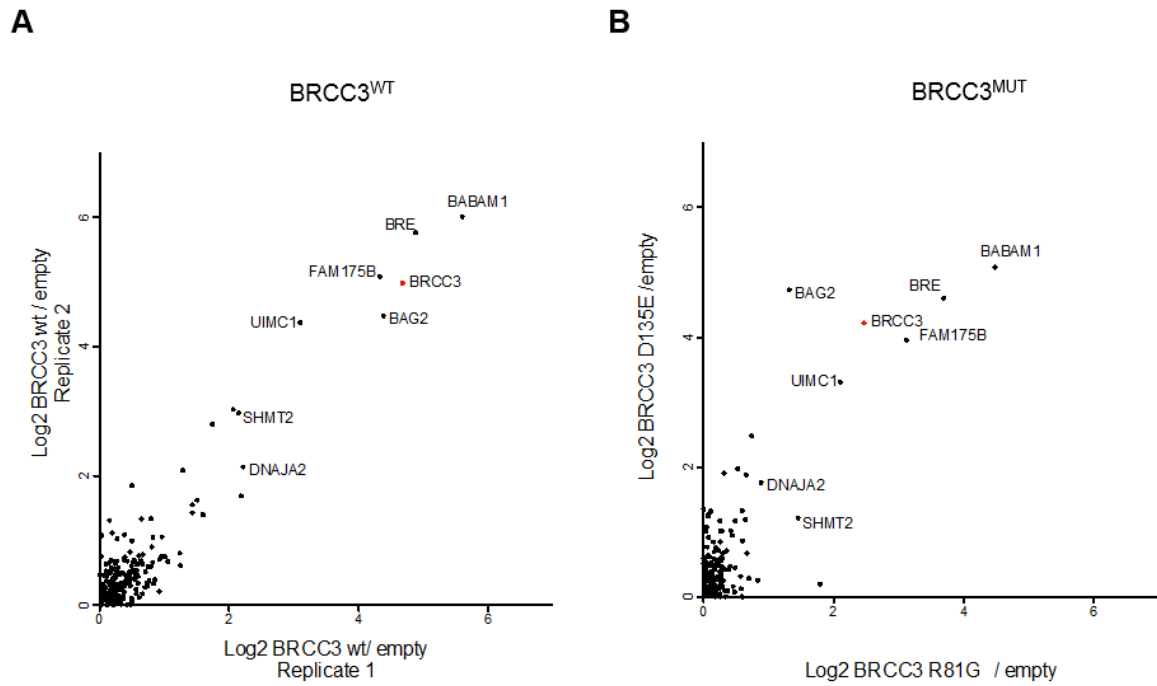 A
BRCC3WT
Log2 BRCC3 wt / empty
Replicate 2
6
4
2
0
BABAM1
BRE
FAM175B
BRCC3
UIMC1
BAG2
SHMT2
DNAJA2
0
2
4
6
Log2 BRCC3 wt/ empty
Replicate 1
B
BRCC3MUT
Log2 BRCC3 D135E /empty
6
4
2
0
BABAM1
BAG2
BRE
BRCC3
FAM175B
UIMC1
DNAJA2
SHMT2
0
2
4
6
Log2 BRCC3 R81G / empty